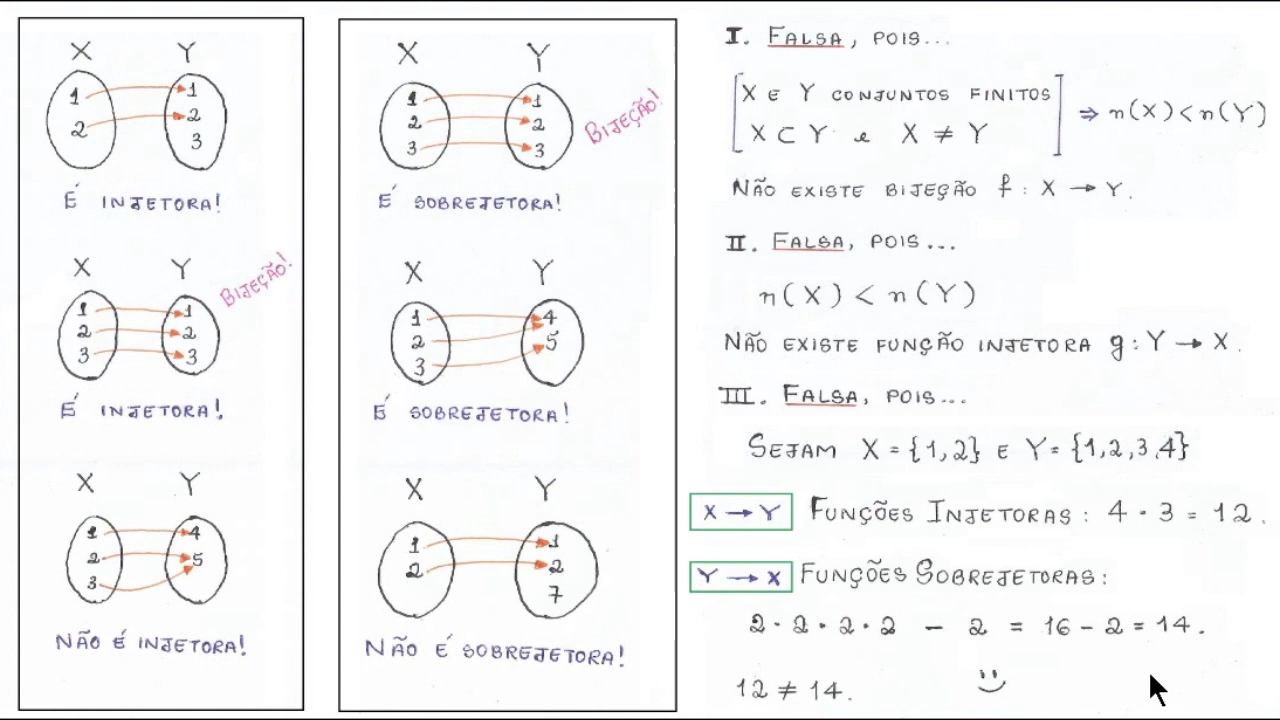 X Y
1 1
2 2
3
É INJETORA!
X Y
BIJEÇÃO!
1 1
2 2
3 3
É INJETORA!
X Y
1 4
2 5
3
NÃO É INJETORA!
X Y
BIJEÇÃO!
1 1
2 2
3 3
É SOBREJETORA!
X Y
1 4
2 5
3
É SOBREJETORA!
X Y
1 1
2 2
7
NÃO É SOBREJETORA!
I. FALSA, POIS...
X E Y CONJUNTOS FINITOS
X ⊂ Y e X ≠ Y
⇒ n(X) < n(Y)
NÃO EXISTE BIJEÇÃO f : X → Y.
II. FALSA, POIS...
n(X) < n(Y)
NÃO EXISTE FUNÇÃO INJETORA g : Y → X.
III. FALSA, POIS...
SEJAM X = {1,2} E Y = {1,2,3,4}
X → Y FUNÇÕES INJETORAS : 4 · 3 = 12.
Y → X FUNÇÕES SOBREJETORAS :
2 · 2 · 2 · 2 - 2 = 16 - 2 = 14.
12 ≠ 14.